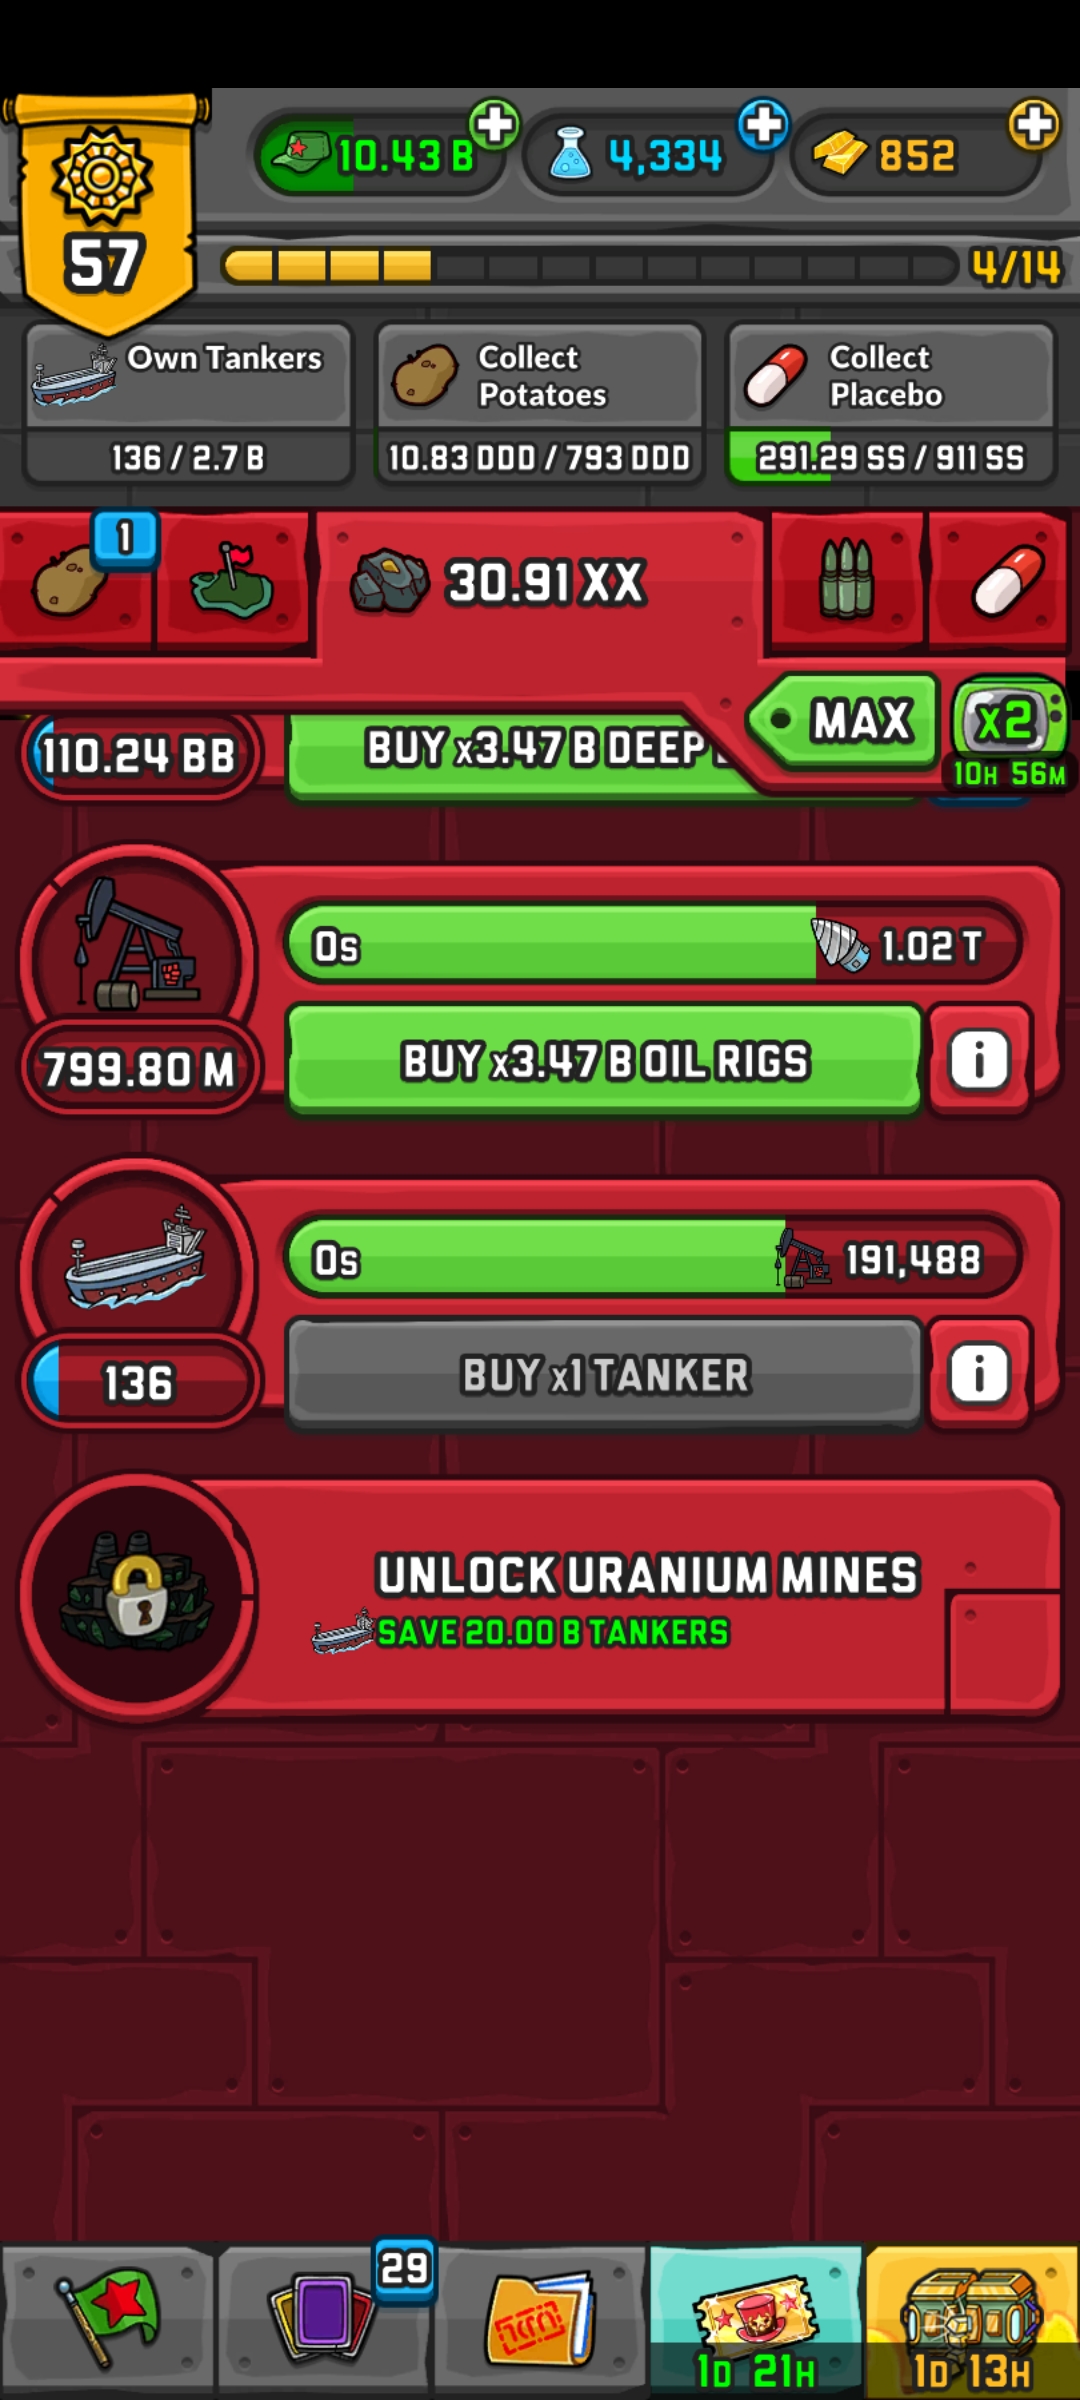 10.43 B
4,334
852
57
4/14
Own Tankers
136 / 2.7 B
Collect
Potatoes
10.83 DDD / 793 DDD
Collect
Placebo
291.29 SS / 911 SS
1
30.91 XX
MAX
x2
10H 56M
110.24 BB
BUY x3.47 B DEEP
0s
1.02 T
799.80 M
BUY x3.47 B OIL RIGS
i
0s
191,488
136
BUY x1 TANKER
i
UNLOCK URANIUM MINES
SAVE 20.00 B TANKERS
29
1D 21H
1D 13H